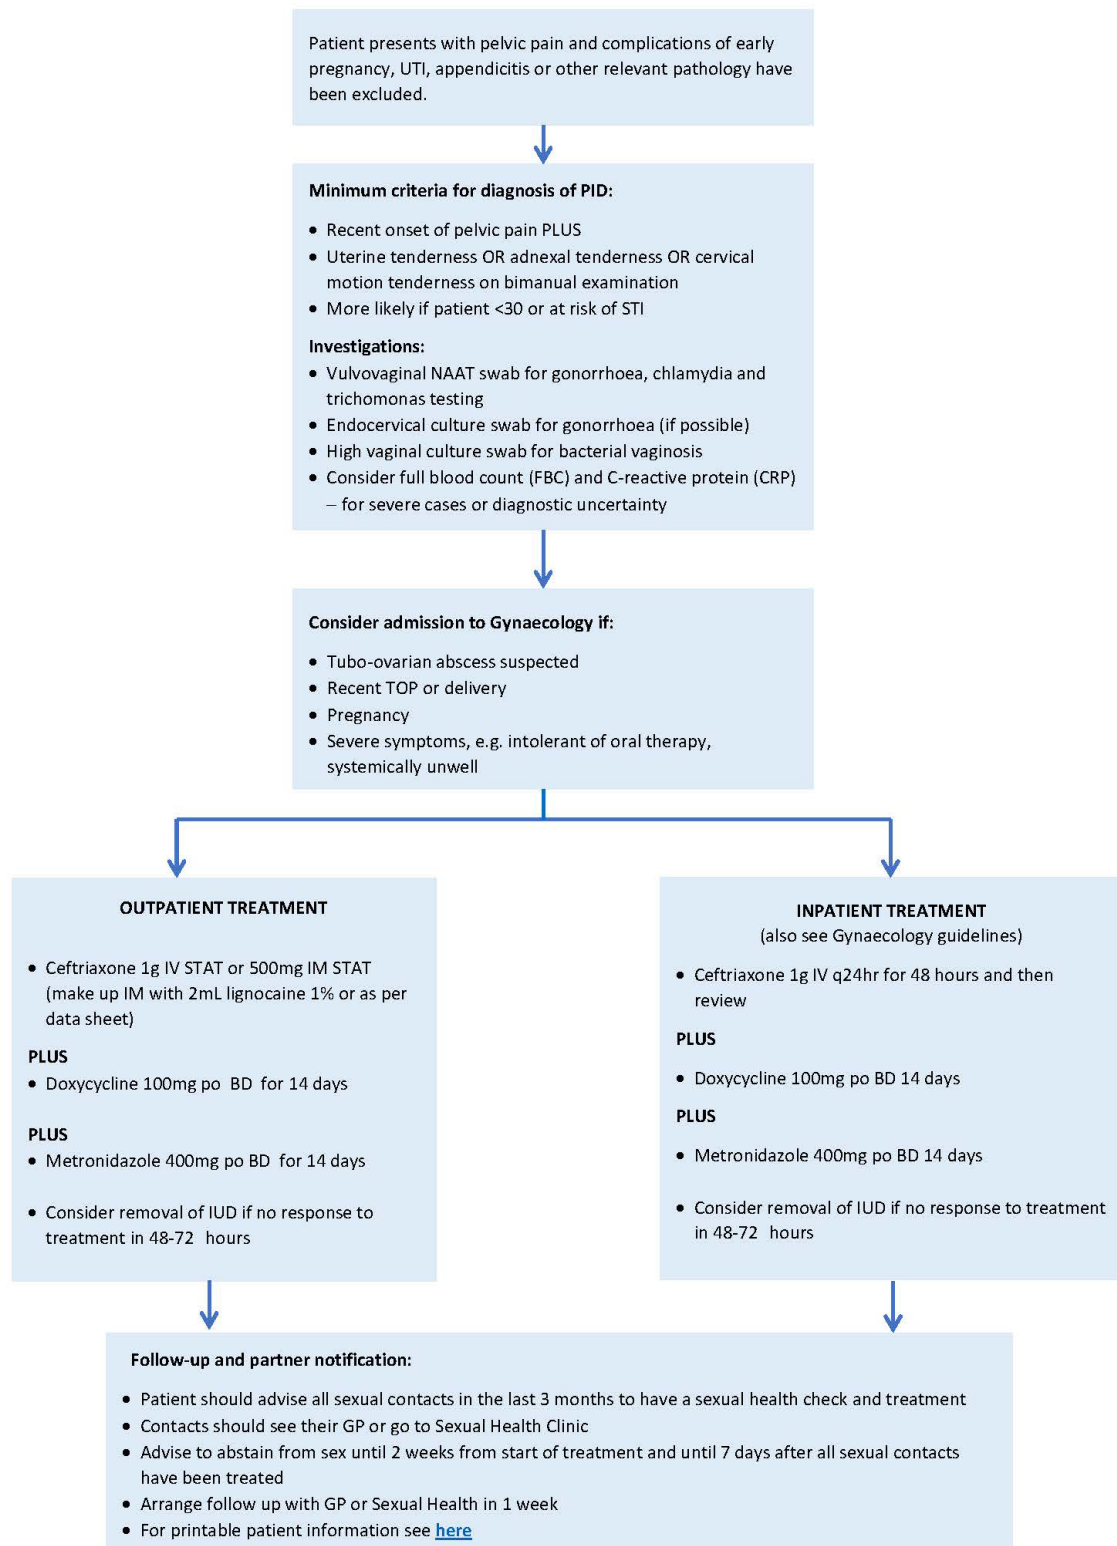 Patient presents with pelvic pain and complications of early
pregnancy, UTI, appendicitis or other relevant pathology have
been excluded.
Minimum criteria for diagnosis of PID:
• Recent onset of pelvic pain PLUS
• Uterine tenderness OR adnexal tenderness OR cervical
motion tenderness on bimanual examination
• More likely if patient <30 or at risk of STI
Investigations:
• Vulvovaginal NAAT swab for gonorrhoea, chlamydia and
trichomonas testing
• Endocervical culture swab for gonorrhoea (if possible)
• High vaginal culture swab for bacterial vaginosis
• Consider full blood count (FBC) and C-reactive protein (CRP)
– for severe cases or diagnostic uncertainty
Consider admission to Gynaecology if:
• Tubo-ovarian abscess suspected
• Recent TOP or delivery
• Pregnancy
• Severe symptoms, e.g. intolerant of oral therapy,
systemically unwell
OUTPATIENT TREATMENT
• Ceftriaxone 1g IV STAT or 500mg IM STAT
(make up IM with 2mL lignocaine 1% or as per
data sheet)
PLUS
• Doxycycline 100mg po BD for 14 days
PLUS
• Metronidazole 400mg po BD for 14 days
• Consider removal of IUD if no response to
treatment in 48-72 hours
INPATIENT TREATMENT
(also see Gynaecology guidelines)
• Ceftriaxone 1g IV q24hr for 48 hours and then
review
PLUS
• Doxycycline 100mg po BD 14 days
PLUS
• Metronidazole 400mg po BD 14 days
• Consider removal of IUD if no response to treatment
in 48-72 hours
Follow-up and partner notification:
• Patient should advise all sexual contacts in the last 3 months to have a sexual health check and treatment
• Contacts should see their GP or go to Sexual Health Clinic
• Advise to abstain from sex until 2 weeks from start of treatment and until 7 days after all sexual contacts
have been treated
• Arrange follow up with GP or Sexual Health in 1 week
• For printable patient information see here